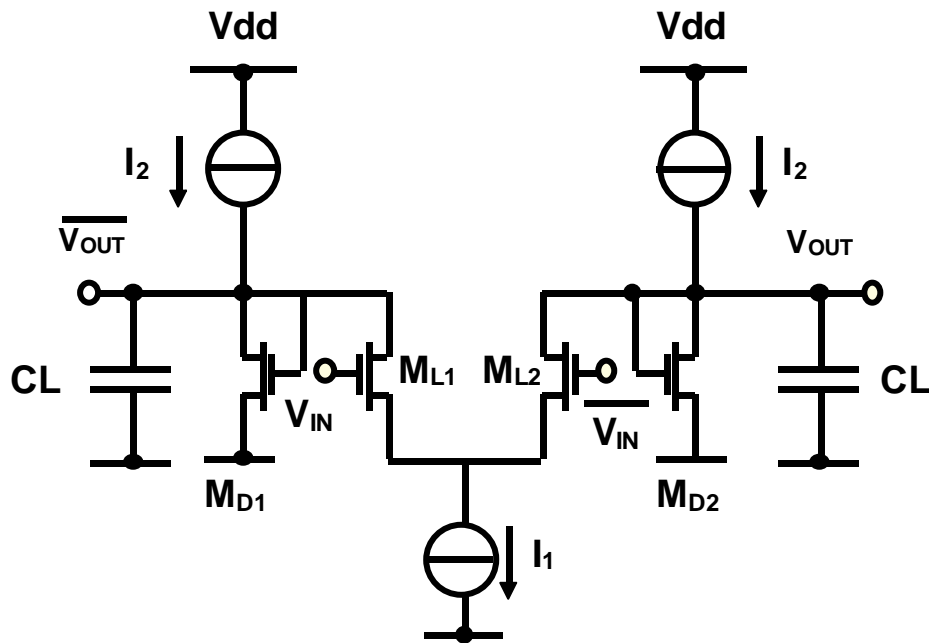 Vdd Vdd
I2 I2
VOUT VOUT
CL ML1 ML2 CL
VIN VIN
MD1 MD2
I1